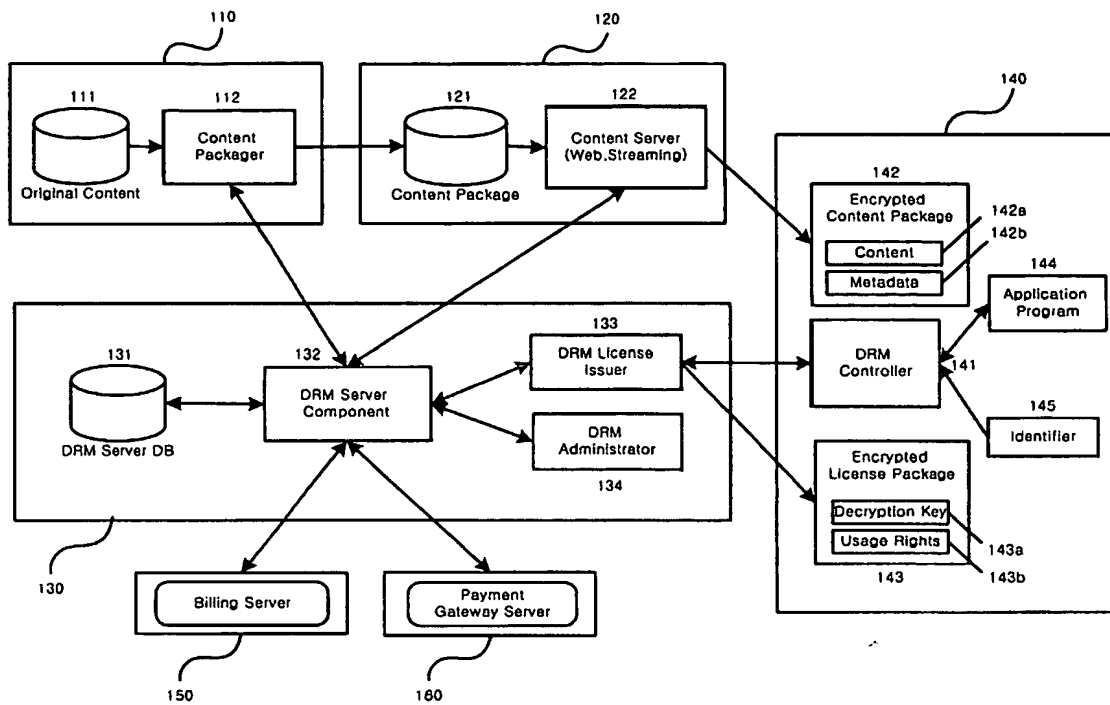 110
120
140
111
112
121
122
Content
Packager
Content Server
(Web.Streaming)
Original Content
Content
Package
142
Encrypted
Content Package
142a
142b
Content
Metadata
144
Application
Program
131
132
133
DRM License
Issuer
DRM Server
Component
DRM
Controller
141
DRM Server DB
DRM
Administrator
134
145
Identifier
Encrypted
License Package
Decryption Key
Usage Rights
143a
143b
143
130
Billing Server
Payment
Gateway Server
150
160